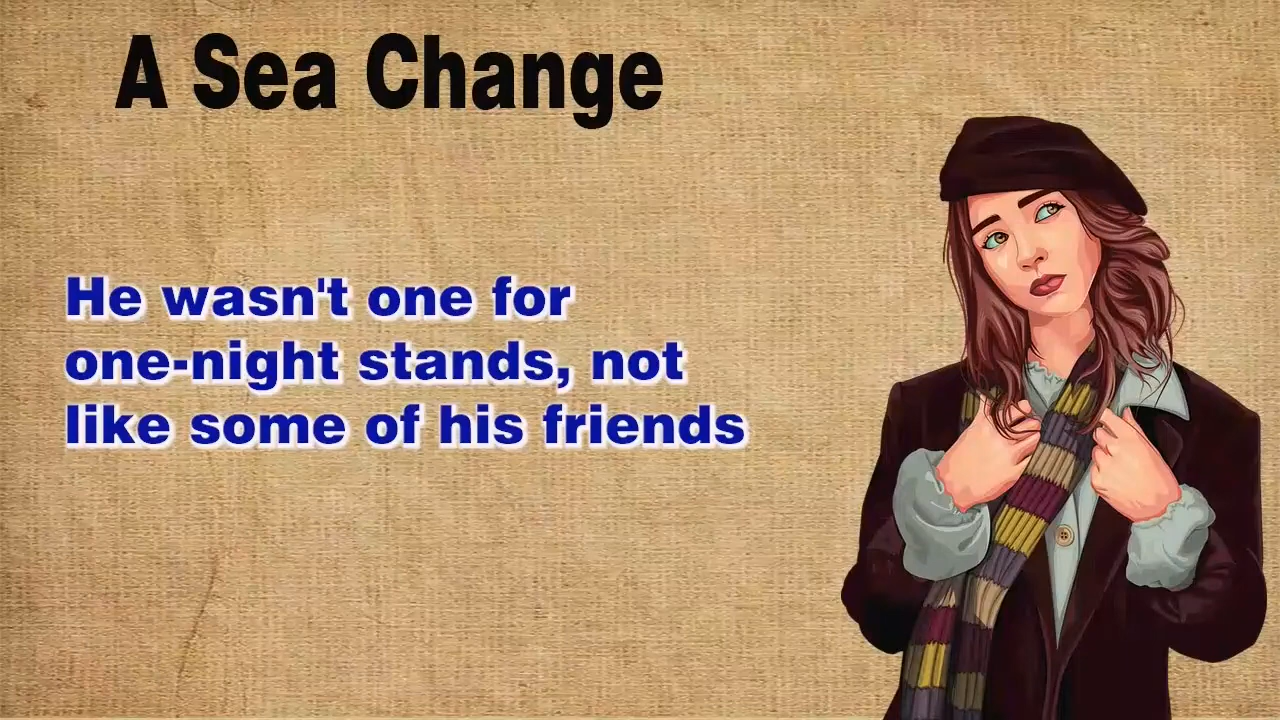 A Sea Change
He wasn't one for
one-night stands, not
like some of his friends